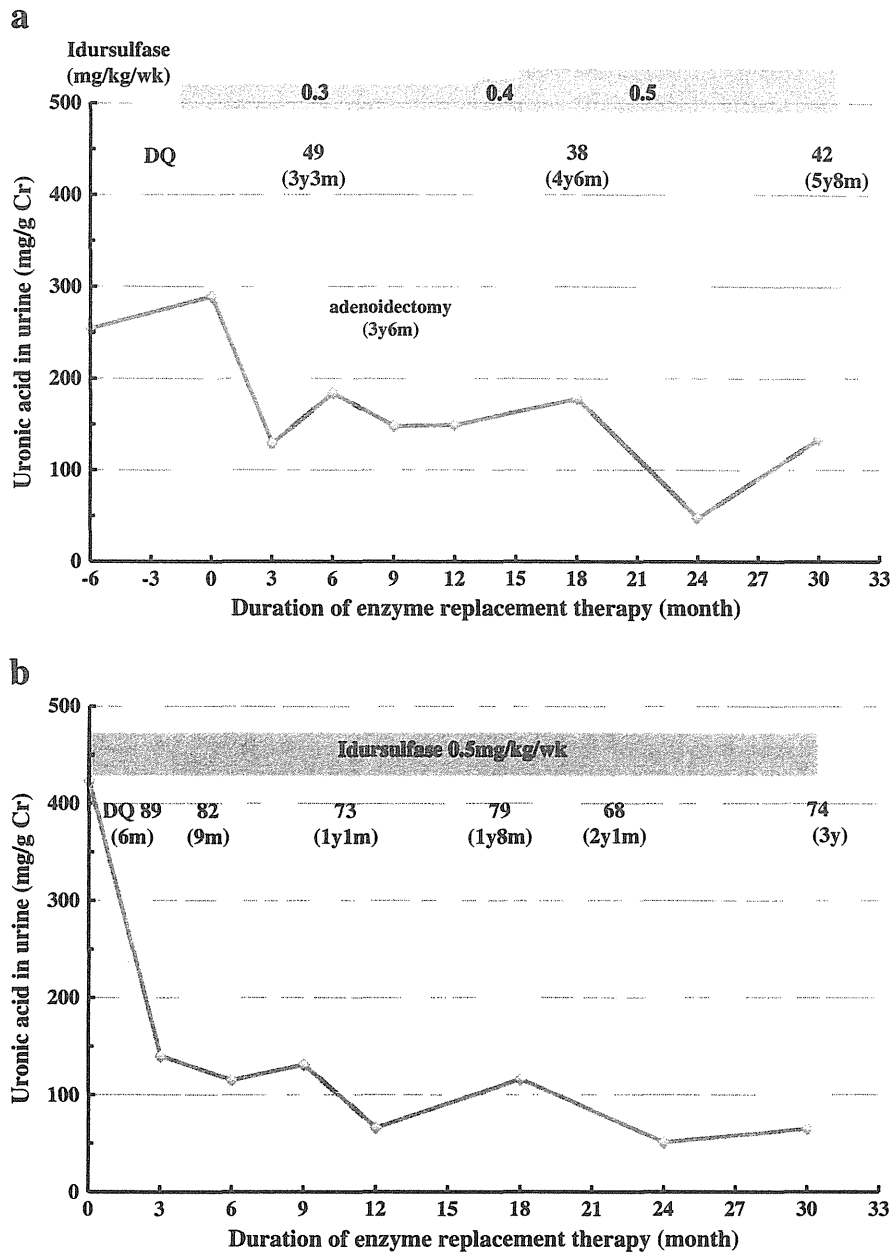 a
Idursulfase
(mg/kg/wk)
0.3 0.4 0.5
500
DQ 49 38 42
(3y3m) (4y6m) (5y8m)
400
300
adenoidectomy
(3y6m)
200
100
0
Uronic acid in urine (mg/g Cr)
-6 -3 0 3 6 9 12 15 18 21 24 27 30 33
Duration of enzyme replacement therapy (month)
b
500
Idursulfase 0.5mg/kg/wk
400
DQ 89 82 73 79 68 74
(6m) (9m) (1y1m) (1y8m) (2y1m) (3y)
300
200
100
0
Uronic acid in urine (mg/g Cr)
0 3 6 9 12 15 18 21 24 27 30 33
Duration of enzyme replacement therapy (month)